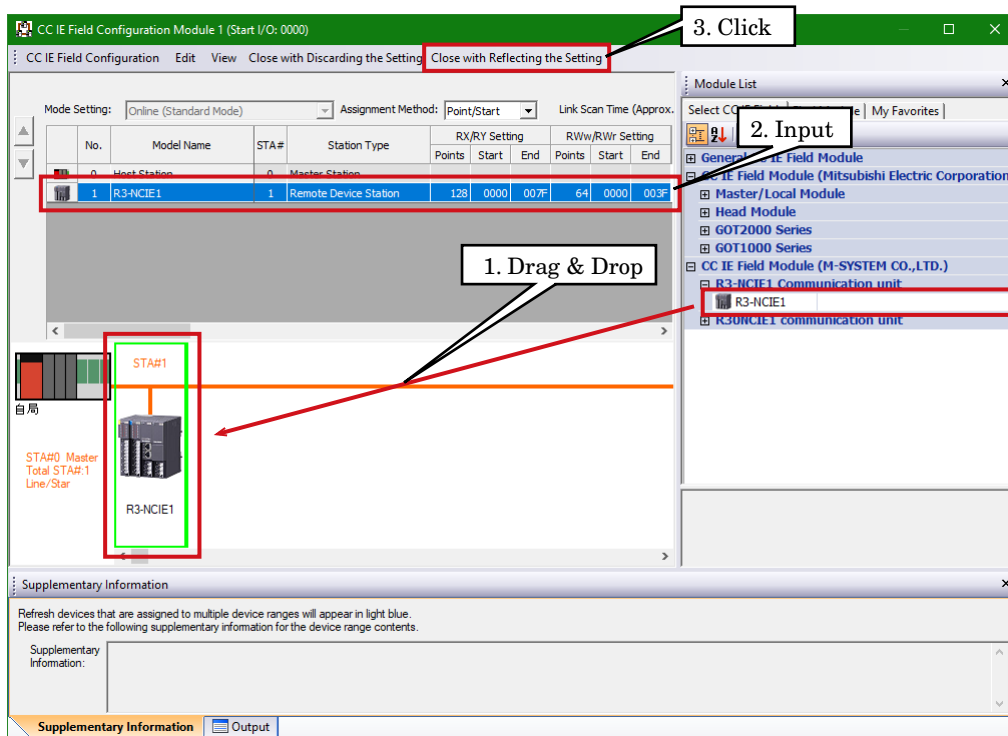 CC IE Field Configuration Module 1 (Start I/O: 0000)
3. Click
CC IE Field Configuration Edit View Close with Discarding the Setting Close with Reflecting the Setting
Module List
Mode Setting: Online (Standard Mode) Assignment Method: Point/Start Link Scan Time (Approx.
Select CC IE Field My Favorites
2. Input
No. Model Name STA# Station Type RX/RY Setting RWw/RWr Setting
Points Start End Points Start End
0 Host Station 0 Master Station
1 R3-NCIE1 1 Remote Device Station 128 0000 007F 64 0000 003F
General CC IE Field Module
CC IE Field Module (Mitsubishi Electric Corporation
Master/Local Module
Head Module
GOT2000 Series
GOT1000 Series
CC IE Field Module (M-SYSTEM CO.,LTD.)
R3-NCIE1 Communication unit
R3-NCIE1
R30NCIE1 communication unit
1. Drag & Drop
STA#1
自局
STA#0 Master
Total STA#:1
Line/Star
R3-NCIE1
Supplementary Information
Refresh devices that are assigned to multiple device ranges will appear in light blue.
Please refer to the following supplementary information for the device range contents.
Supplementary
Information:
Supplementary Information Output